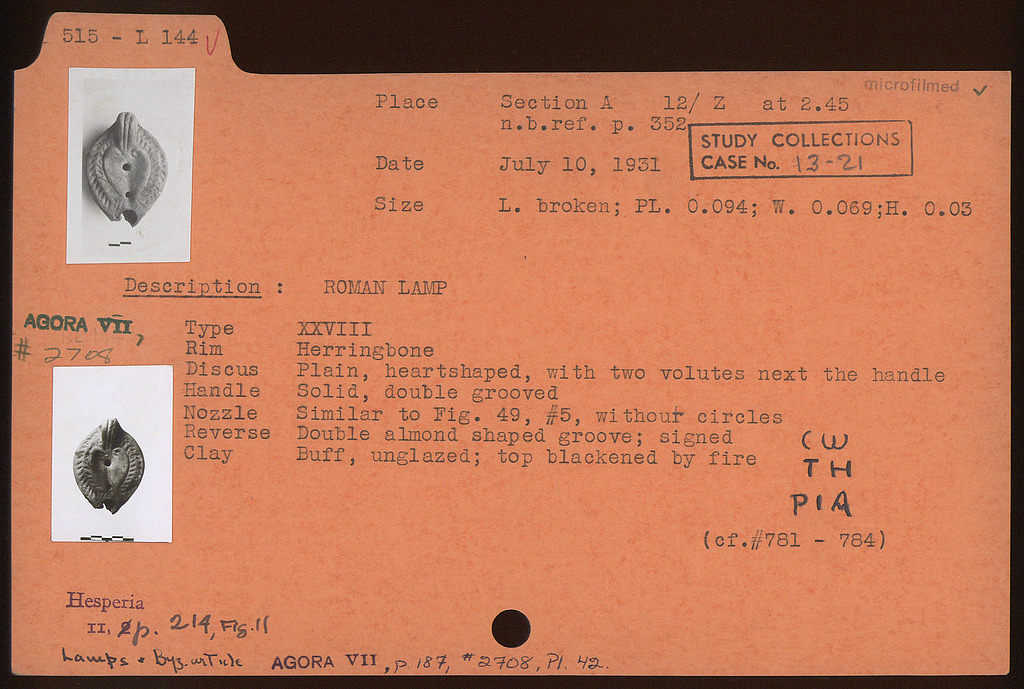 515 - L 144 ✓
microfilmed ✓
Place Section A 12/ Z at 2.45
n.b.ref. p. 352
STUDY COLLECTIONS
CASE No. 13-21
Date July 10, 1931
Size L. broken; PL. 0.094; W. 0.069;H. 0.03
Description : ROMAN LAMP
AGORA VII,
# 2708
Type XXVIII
Rim Herringbone
Discus Plain, heartshaped, with two volutes next the handle
Handle Solid, double grooved
Nozzle Similar to Fig. 49, #5, without circles
Reverse Double almond shaped groove; signed
Clay Buff, unglazed; top blackened by fire
CW
TH
PIA
(cf.#781 - 784)
Hesperia
II, p. 214, Fig.11
Lamps + Byz. article
AGORA VII, p 187, #2708, Pl. 42.